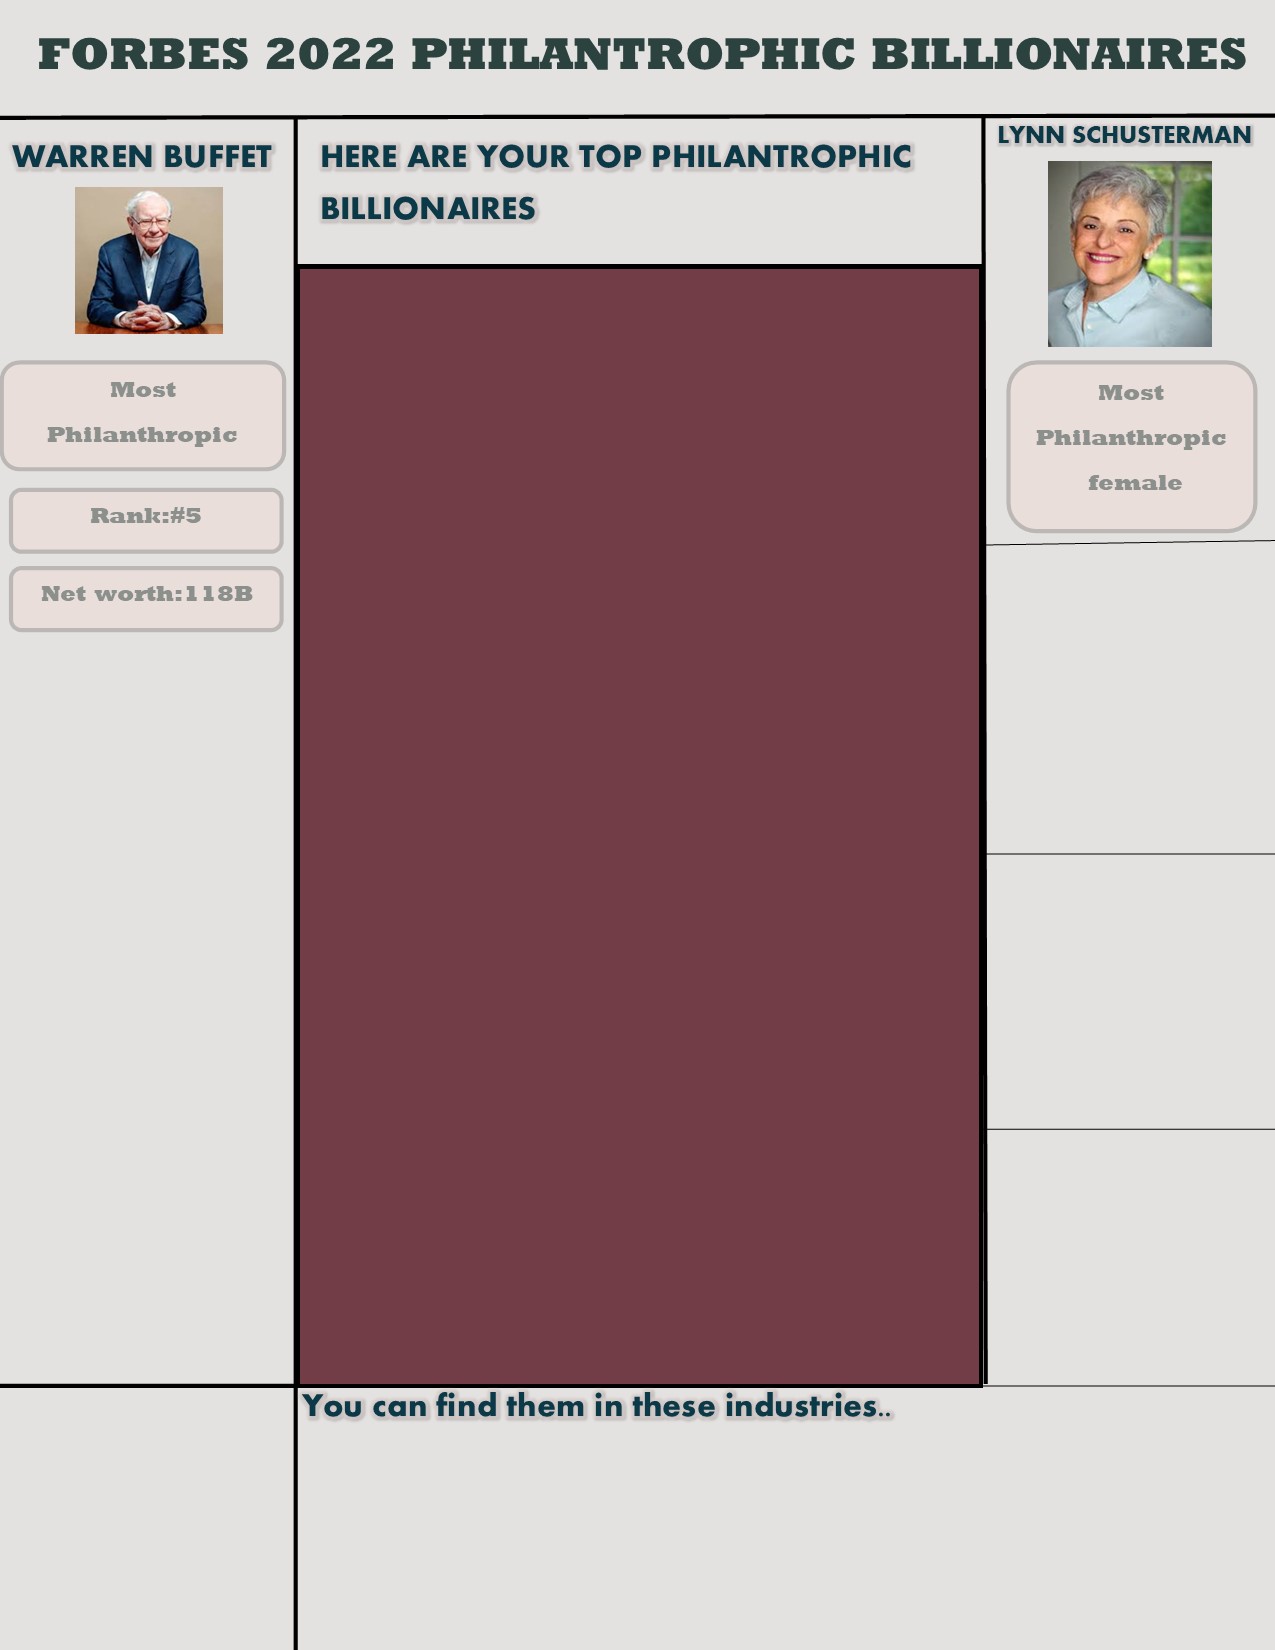 FORBES 2022 PHILANTROPHIC BILLIONAIRES
WARREN BUFFET
Most
Philanthropic
Rank:#5
Net worth:118B
HERE ARE YOUR TOP PHILANTROPHIC
BILLIONAIRES
LYNN SCHUSTERMAN
Most
Philanthropic
female
You can find them in these industries..